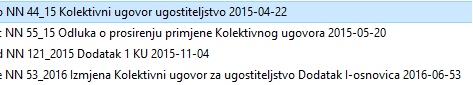 NN 44_15 Kolektivni ugovor ugostiteljstvo 2015-04-22
NN 55_15 Odluka o prosirenju primjene Kolektivnog ugovora 2015-05-20
NN 121_2015 Dodatak 1 KU 2015-11-04
NN 53_2016 Izmjena Kolektivni ugovor za ugostiteljstvo Dodatak I-osnovica 2016-06-53